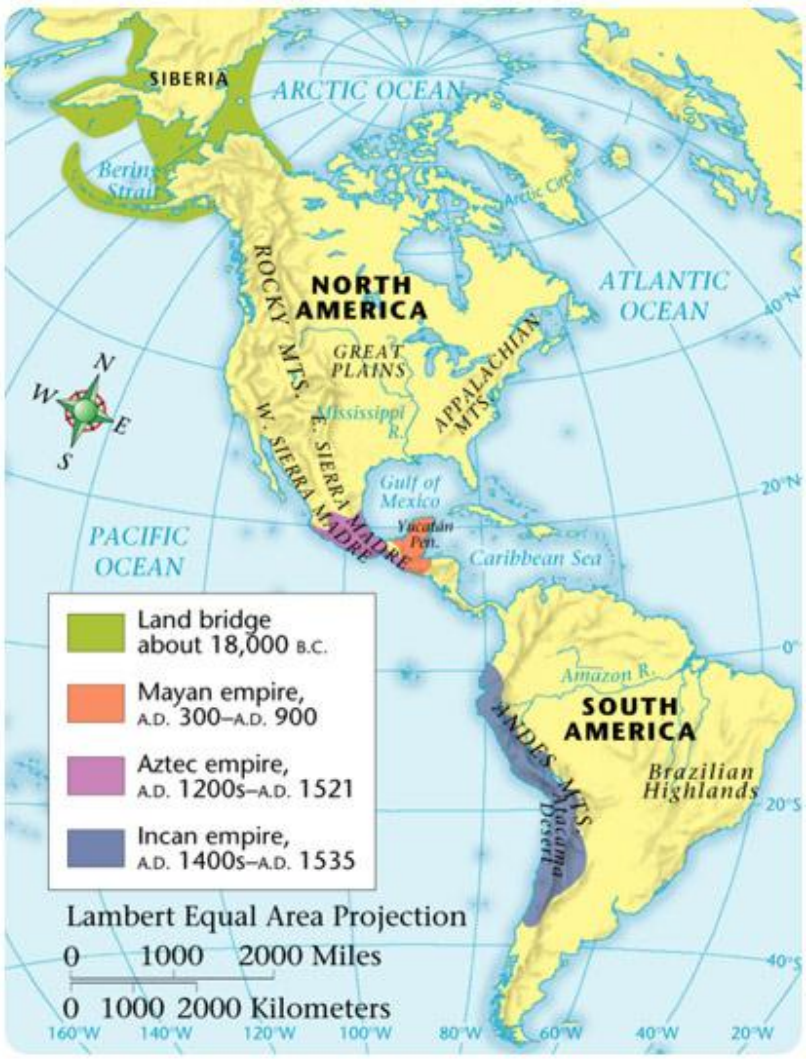 SIBERIA
ARCTIC OCEAN
Bering
Strait
Arctic Circle
ROCKY MTS.
NORTH
AMERICA
ATLANTIC
OCEAN
40°N
GREAT
PLAINS
APPALACHIAN
MTS.
Mississippi
R.
N
W
E
S
W. SIERRA MADRE
E. SIERRA MADRE
Gulf of
Mexico
20°N
Yucatán
Pen.
PACIFIC
OCEAN
Caribbean Sea
0°
Amazon R.
SOUTH
AMERICA
ANDES MTS.
Brazilian
Highlands
20°S
Atacama
Desert
40°S
Land bridge
about 18,000 B.C.
Mayan empire,
A.D. 300–A.D. 900
Aztec empire,
A.D. 1200s–A.D. 1521
Incan empire,
A.D. 1400s–A.D. 1535
Lambert Equal Area Projection
0 1000 2000 Miles
0 1000 2000 Kilometers
160°W 140°W 120°W 100°W 80°W 60°W 40°W 20°W